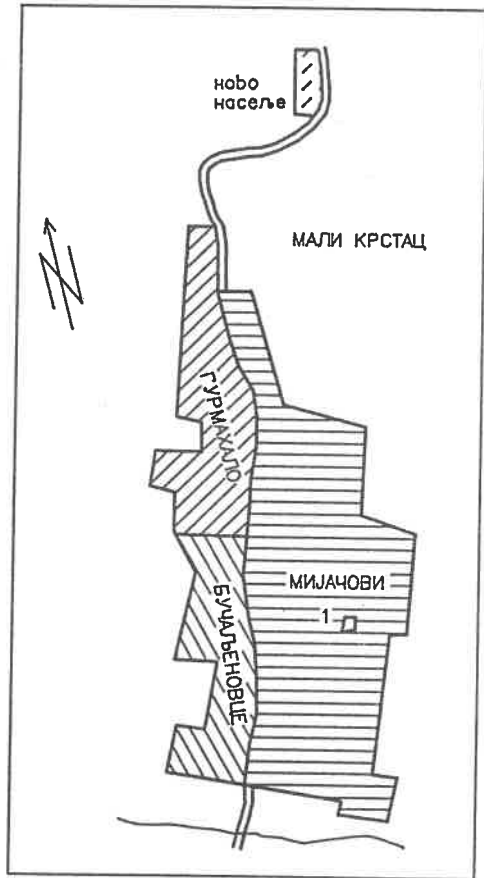 ново
насеље
МАЛИ КРСТАЦ
ГУРМАХАЛО
МИЈАЧОВИ
1
БУЧАЉЕНОВЦЕ